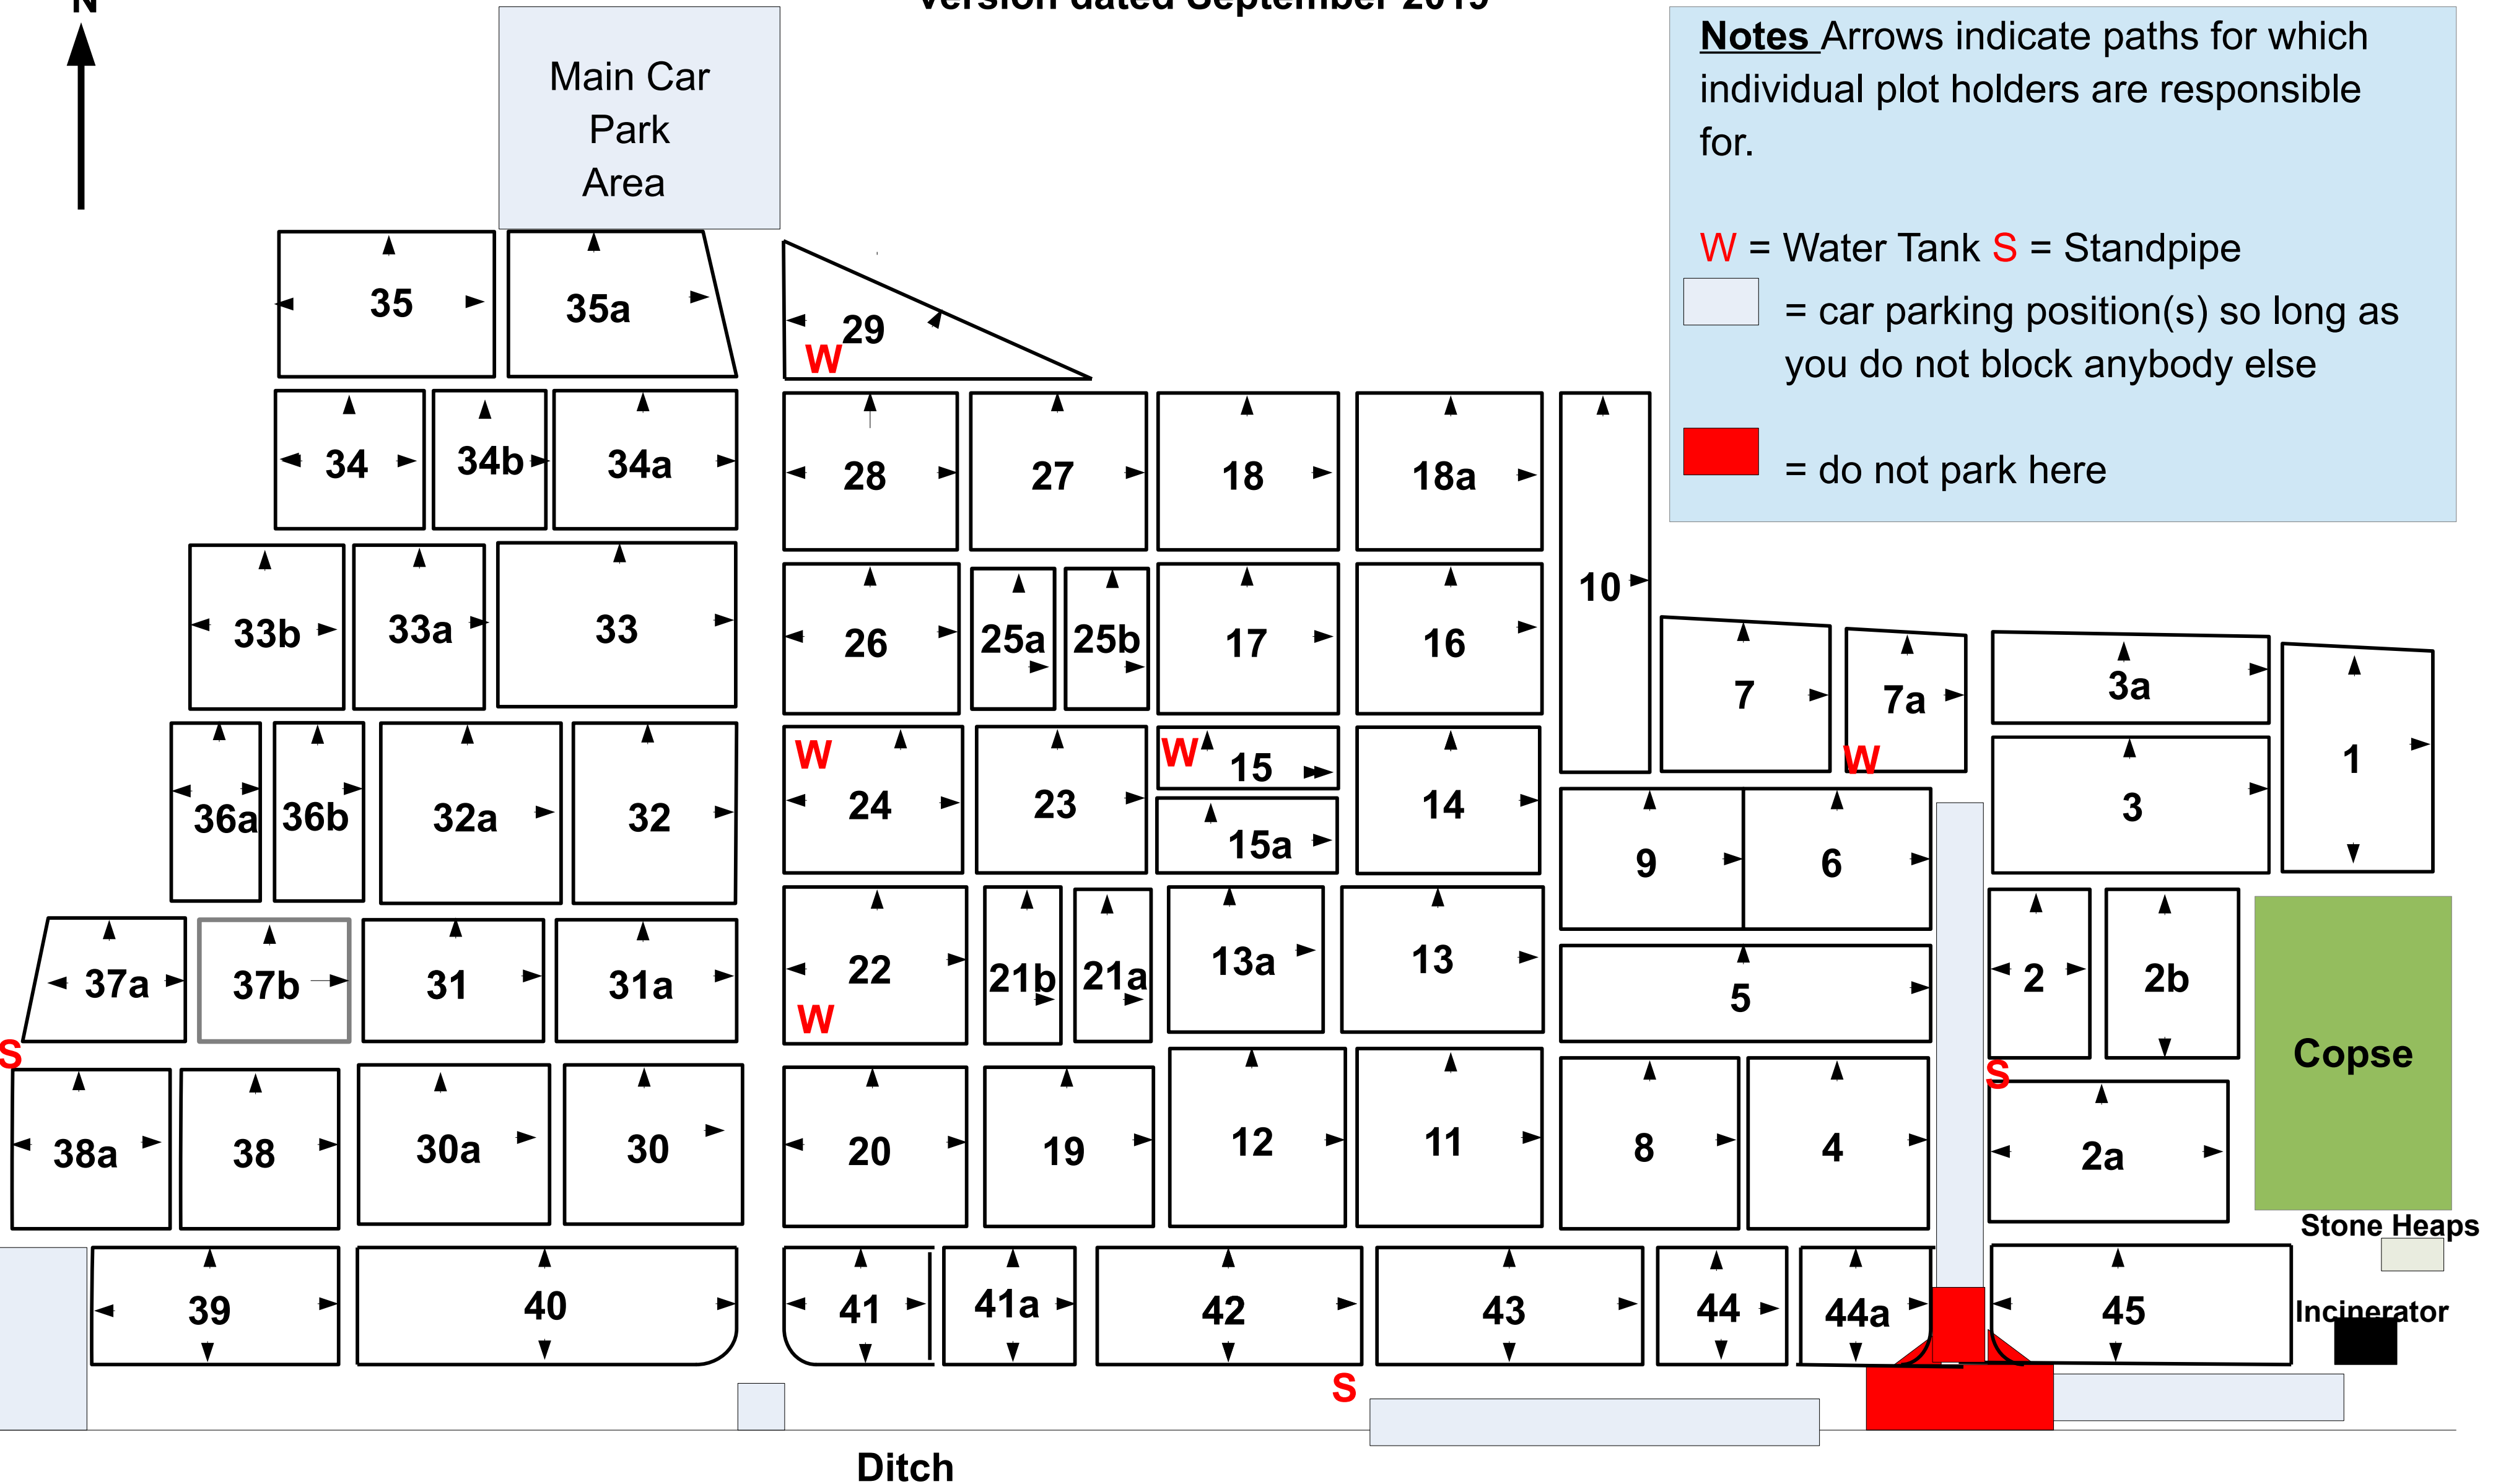 N
Version dated September 2019
Main Car
Park
Area
Notes Arrows indicate paths for which
individual plot holders are responsible
for.
W = Water Tank S = Standpipe
= car parking position(s) so long as
you do not block anybody else
= do not park here
35
35a
29
W
34
34b
34a
28
27
18
18a
10
33b
33a
33
26
25a
25b
17
16
7
7a
W
3a
1
36a
36b
32a
32
W
24
23
W
15
15a
14
9
6
3
37a
37b
31
31a
22
W
21b
21a
13a
13
5
2
2b
Copse
S
38a
38
30a
30
20
19
12
11
8
4
S
2a
Stone Heaps
39
40
41
41a
42
43
44
44a
45
Incinerator
S
Ditch